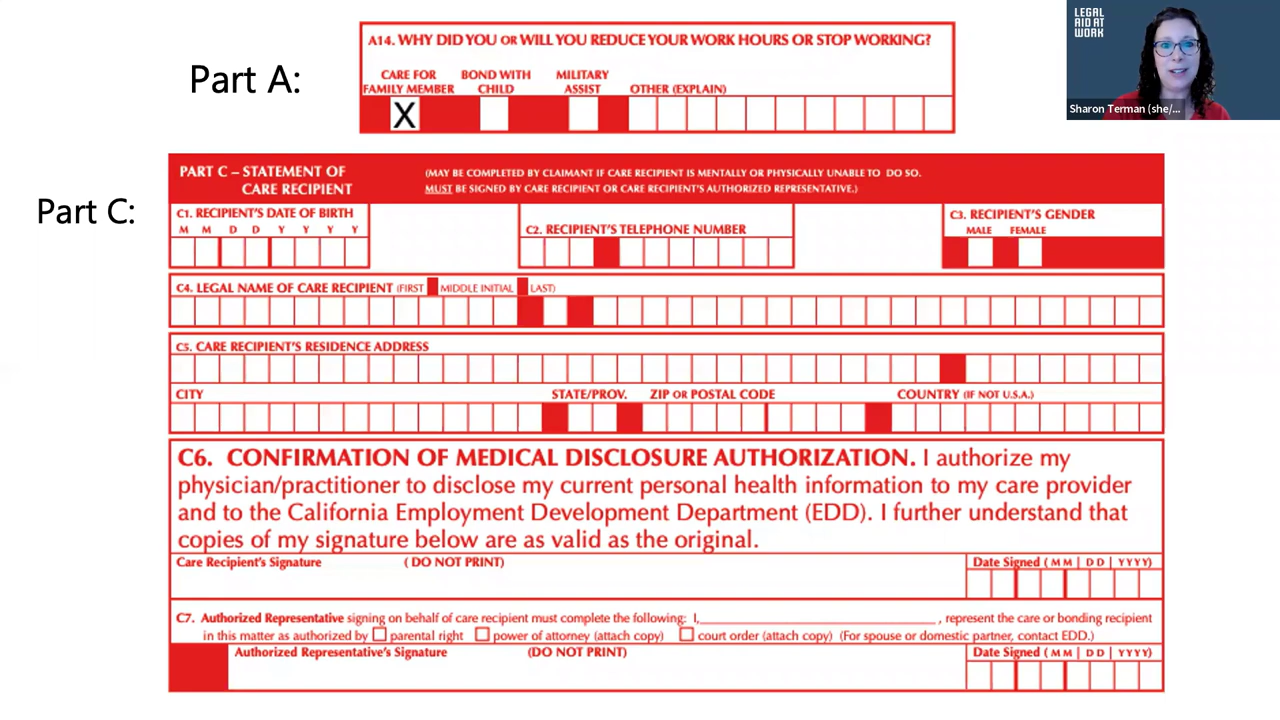 LEGAL
AID AT
WORK
Sharon Terman (she/...
Part A:
A14. WHY DID YOU OR WILL YOU REDUCE YOUR WORK HOURS OR STOP WORKING?
CARE FOR FAMILY MEMBER
BOND WITH CHILD
MILITARY ASSIST
OTHER (EXPLAIN)
X
Part C:
PART C – STATEMENT OF
CARE RECIPIENT
(MAY BE COMPLETED BY CLAIMANT IF CARE RECIPIENT IS MENTALLY OR PHYSICALLY UNABLE TO DO SO.
MUST BE SIGNED BY CARE RECIPIENT OR CARE RECIPIENT'S AUTHORIZED REPRESENTATIVE.)
C1. RECIPIENT'S DATE OF BIRTH
M M D D Y Y Y Y
C2. RECIPIENT'S TELEPHONE NUMBER
C3. RECIPIENT'S GENDER
MALE FEMALE
C4. LEGAL NAME OF CARE RECIPIENT (FIRST MIDDLE INITIAL LAST)
C5. CARE RECIPIENT'S RESIDENCE ADDRESS
CITY STATE/PROV. ZIP OR POSTAL CODE COUNTRY (IF NOT U.S.A.)
C6. CONFIRMATION OF MEDICAL DISCLOSURE AUTHORIZATION. I authorize my
physician/practitioner to disclose my current personal health information to my care provider
and to the California Employment Development Department (EDD). I further understand that
copies of my signature below are as valid as the original.
Care Recipient's Signature (DO NOT PRINT) Date Signed (MM | DD | YYYY)
C7. Authorized Representative signing on behalf of care recipient must complete the following: I,________, represent the care or bonding recipient
in this matter as authorized by parental right power of attorney (attach copy) court order (attach copy) (For spouse or domestic partner, contact EDD.)
Authorized Representative's Signature (DO NOT PRINT) Date Signed (MM | DD | YYYY)